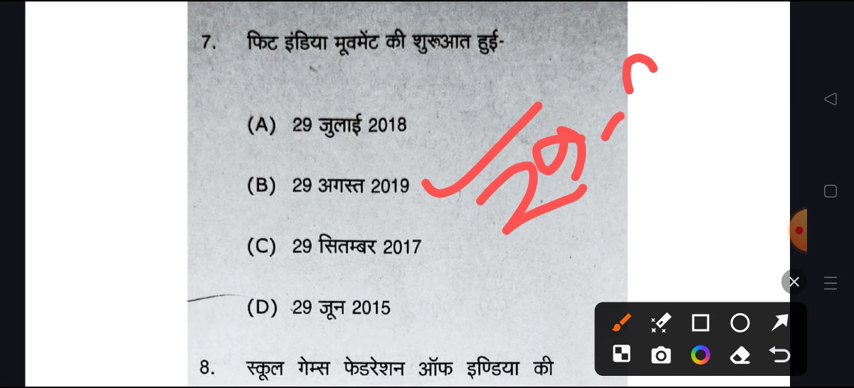 7. फिट इंडिया मूवमेंट की शुरूआत हुई-
(A) 29 जुलाई 2018
(B) 29 अगस्त 2019
29-
(C) 29 सितम्बर 2017
(D) 29 जून 2015
8. स्कूल गेम्स फेडरेशन ऑफ इण्डिया की